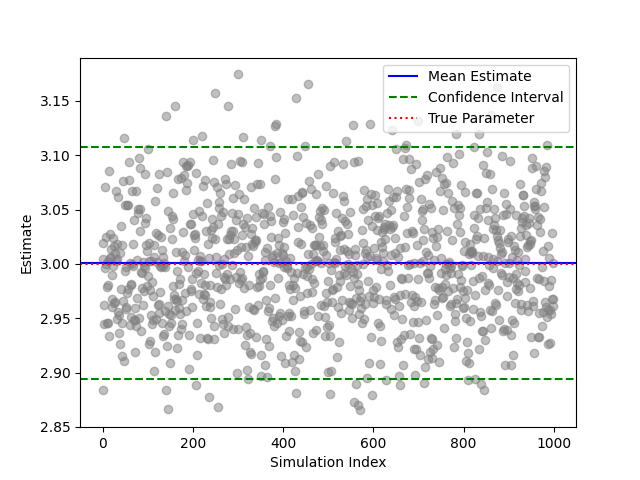 Mean Estimate
Confidence Interval
True Parameter
3.15
3.10
3.05
3.00
2.95
2.90
2.85
Estimate
0 200 400 600 800 1000
Simulation Index